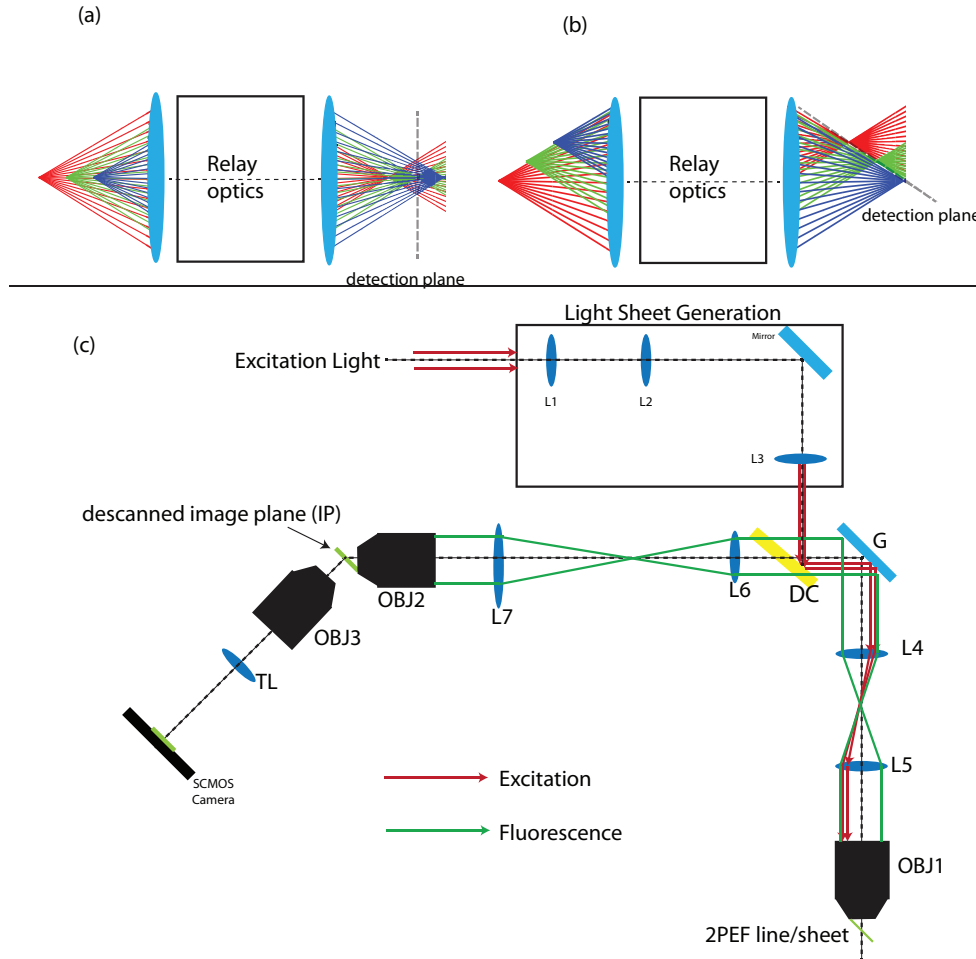 (a)
(b)
Relay
optics
Relay
optics
detection plane
detection plane
(c)
Light Sheet Generation
Mirror
Excitation Light
L1
L2
L3
descanned image plane (IP)
G
OBJ2
L7
L6
DC
OBJ3
TL
L4
L5
SCMOS
Camera
Excitation
Fluorescence
OBJ1
2PEF line/sheet